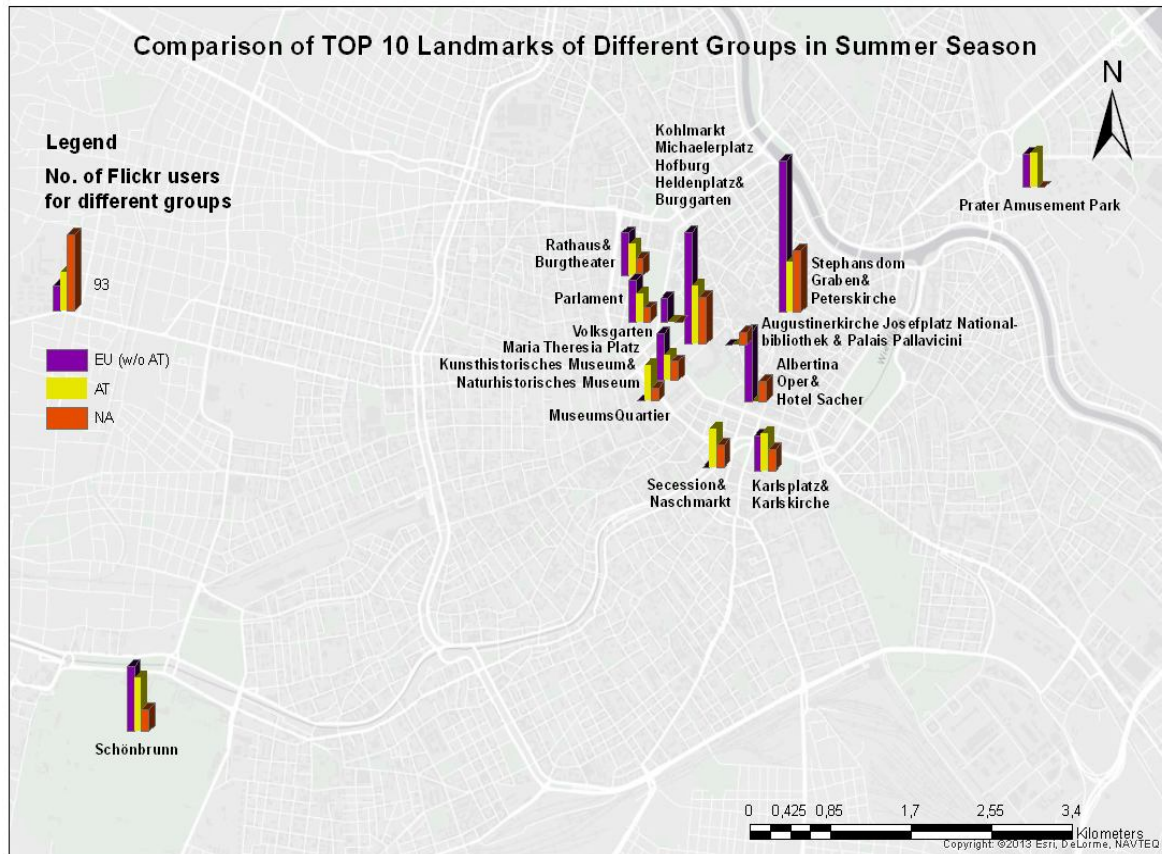 Comparison of TOP 10 Landmarks of Different Groups in Summer Season
N
Legend
No. of Flickr users
for different groups
93
EU (w/o AT)
AT
NA
Kohlmarkt
Michaelerplatz
Hofburg
Heldenplatz&
Burggarten
Prater Amusement Park
Rathaus&
Burgtheater
Stephansdom
Graben&
Peterskirche
Parlament
Volksgarten
Augustinerkirche Josefplatz National-
bibliothek & Palais Pallavicini
Maria Theresia Platz
Kunsthistorisches Museum&
Naturhistorisches Museum
Albertina
Oper&
Hotel Sacher
MuseumsQuartier
Secession&
Naschmarkt
Karlsplatz&
Karlskirche
Schönbrunn
0 0,425 0,85 1,7 2,55 3,4
Kilometers
Copyright: ©2013 Esri, DeLorme, NAVTEQ